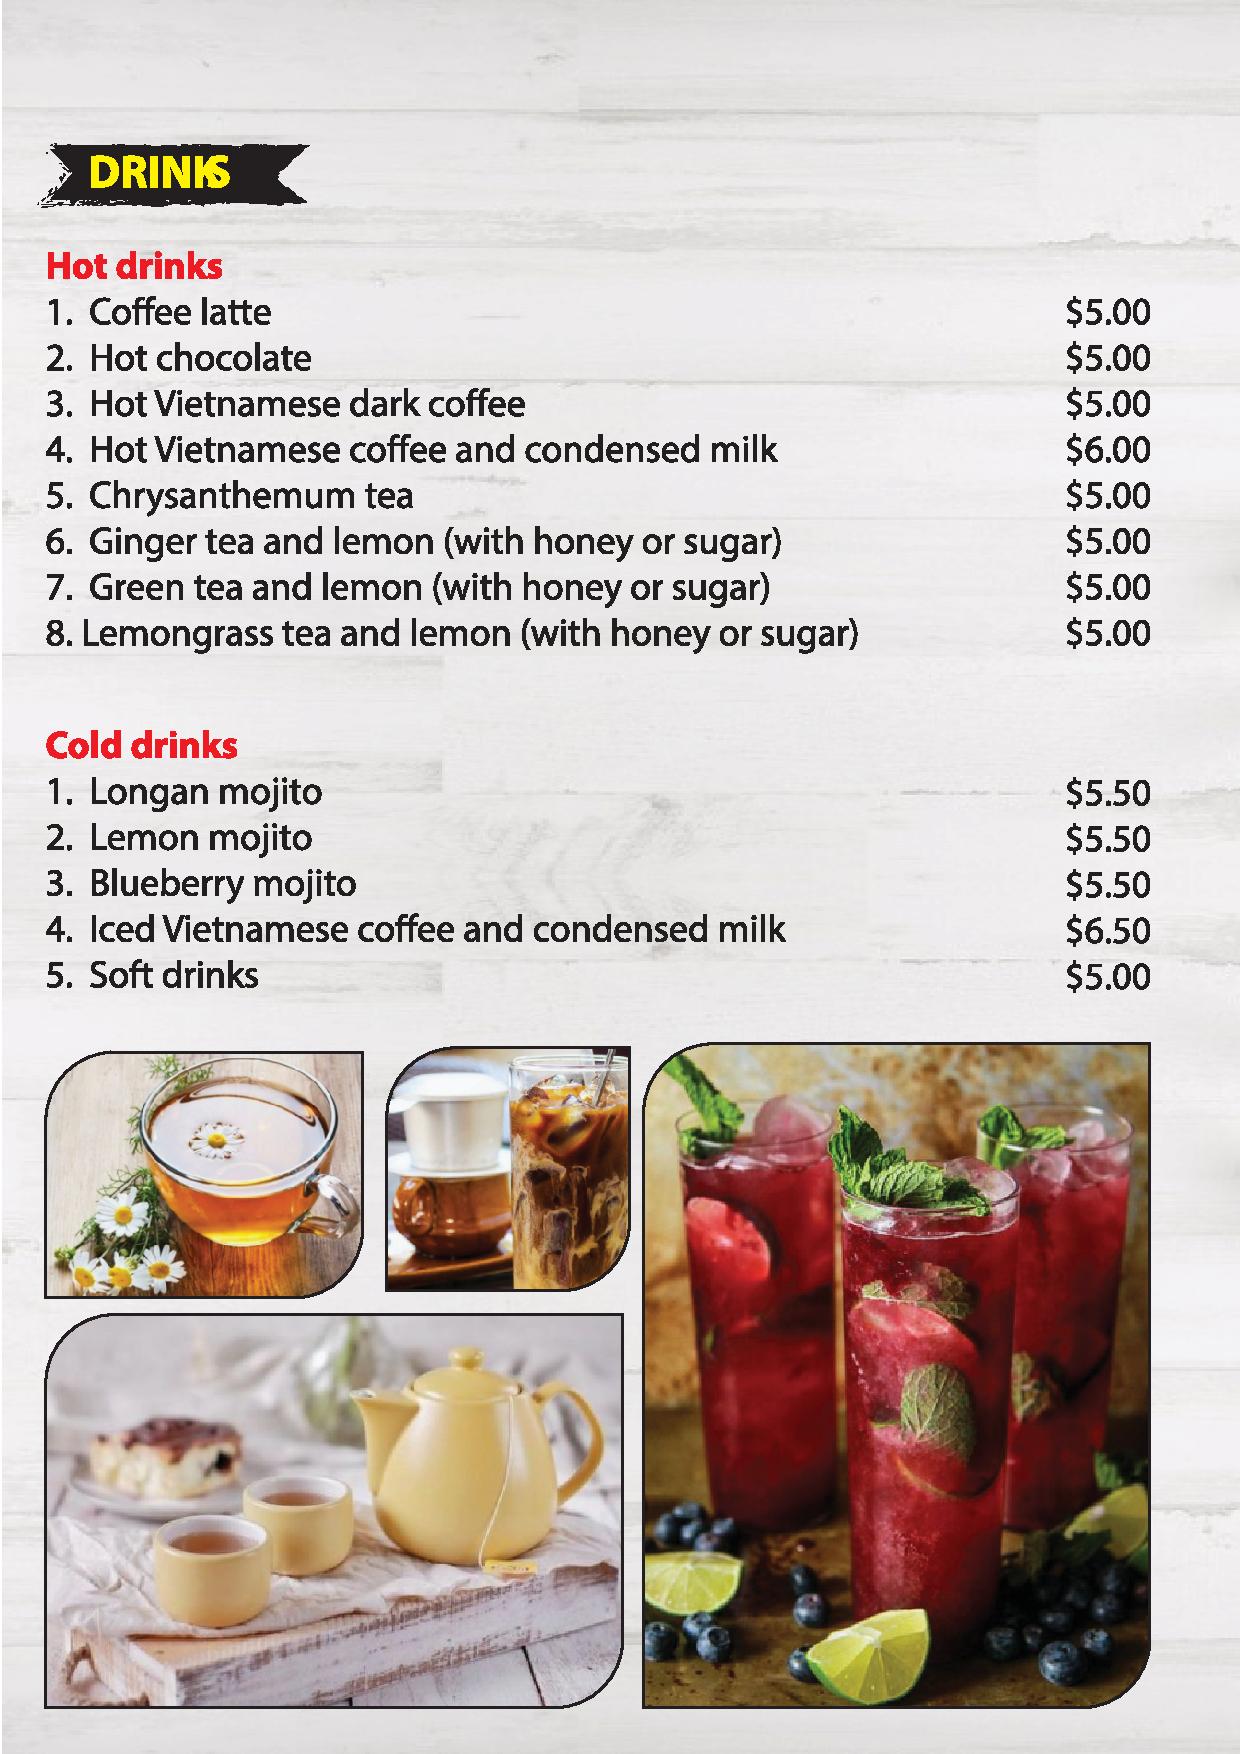 DRINKS
Hot drinks
1. Coffee latte $5.00
2. Hot chocolate $5.00
3. Hot Vietnamese dark coffee $5.00
4. Hot Vietnamese coffee and condensed milk $6.00
5. Chrysanthemum tea $5.00
6. Ginger tea and lemon (with honey or sugar) $5.00
7. Green tea and lemon (with honey or sugar) $5.00
8. Lemongrass tea and lemon (with honey or sugar) $5.00
Cold drinks
1. Longan mojito $5.50
2. Lemon mojito $5.50
3. Blueberry mojito $5.50
4. Iced Vietnamese coffee and condensed milk $6.50
5. Soft drinks $5.00